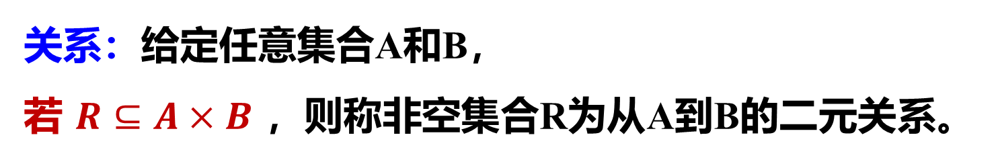 关系：给定任意集合A和B，
若 R ⊆ A × B ，则称非空集合R为从A到B的二元关系。